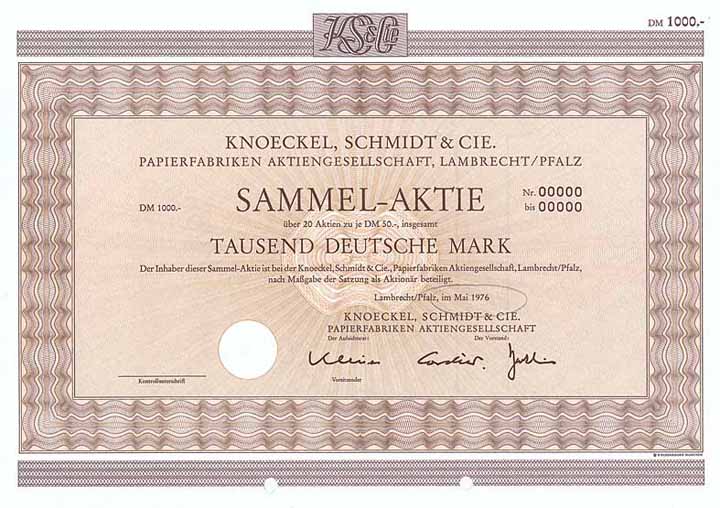 KS&CIE
DM 1000.-
KNOECKEL, SCHMIDT & CIE.
PAPIERFABRIKEN AKTIENGESELLSCHAFT, LAMBRECHT/PFALZ
DM 1000.- SAMMEL-AKTIE Nr. 00000
bis 00000
über 20 Aktien zu je DM 50.-, insgesamt
TAUSEND DEUTSCHE MARK
Der Inhaber dieser Sammel-Aktie ist bei der Knoeckel, Schmidt & Cie., Papierfabriken Aktiengesellschaft, Lambrecht/Pfalz,
nach Maßgabe der Satzung als Aktionär beteiligt.
Lambrecht/Pfalz, im Mai 1976
KNOECKEL, SCHMIDT & CIE.
PAPIERFABRIKEN AKTIENGESELLSCHAFT
Der Aufsichtsrat: Der Vorstand:
Kontrollunterschrift Vorsitzender